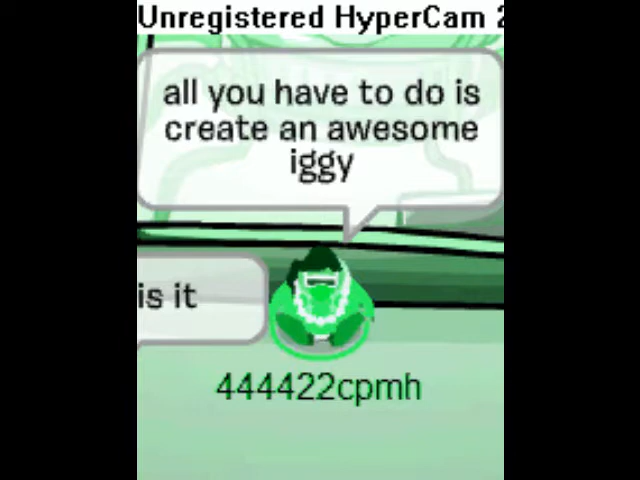 Unregistered HyperCam 2
all you have to do is
create an awesome
iggy
is it
444422cpmh